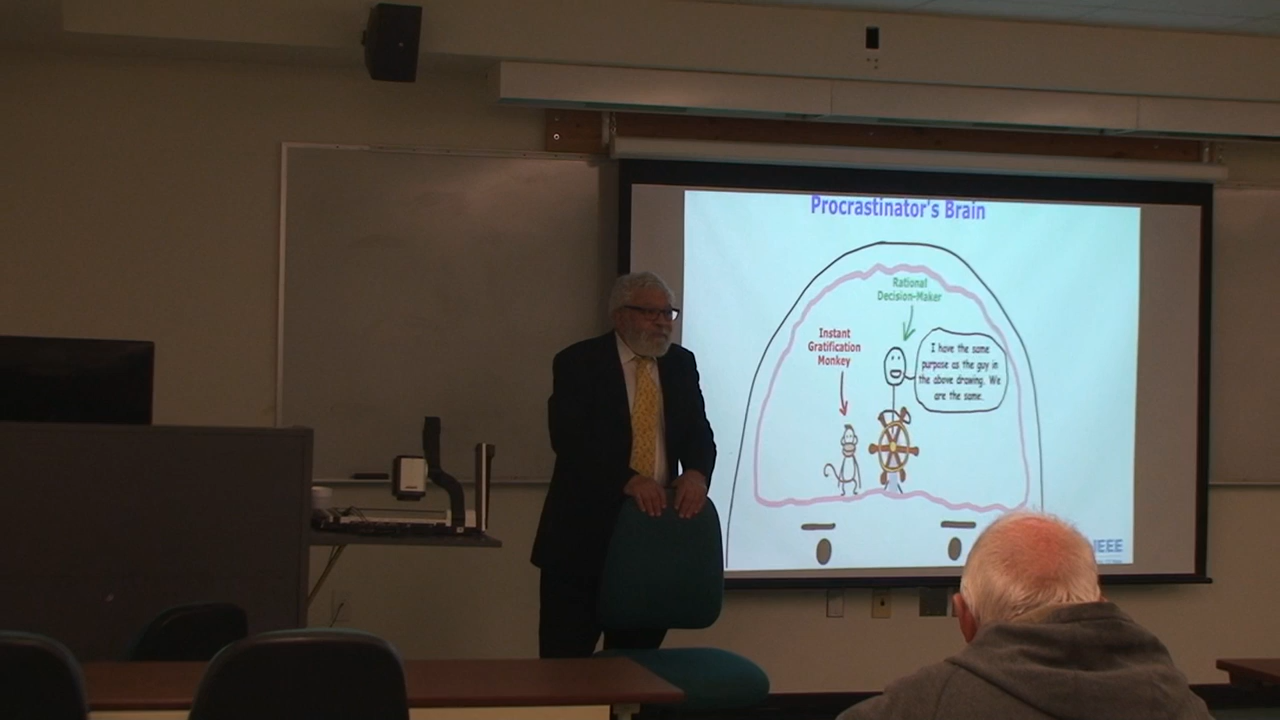 Procrastinator's Brain
Rational
Decision-Maker
Instant
Gratification
Monkey
I have the same
purpose as the guy in
the above drawing. We
are the same.
IEEE